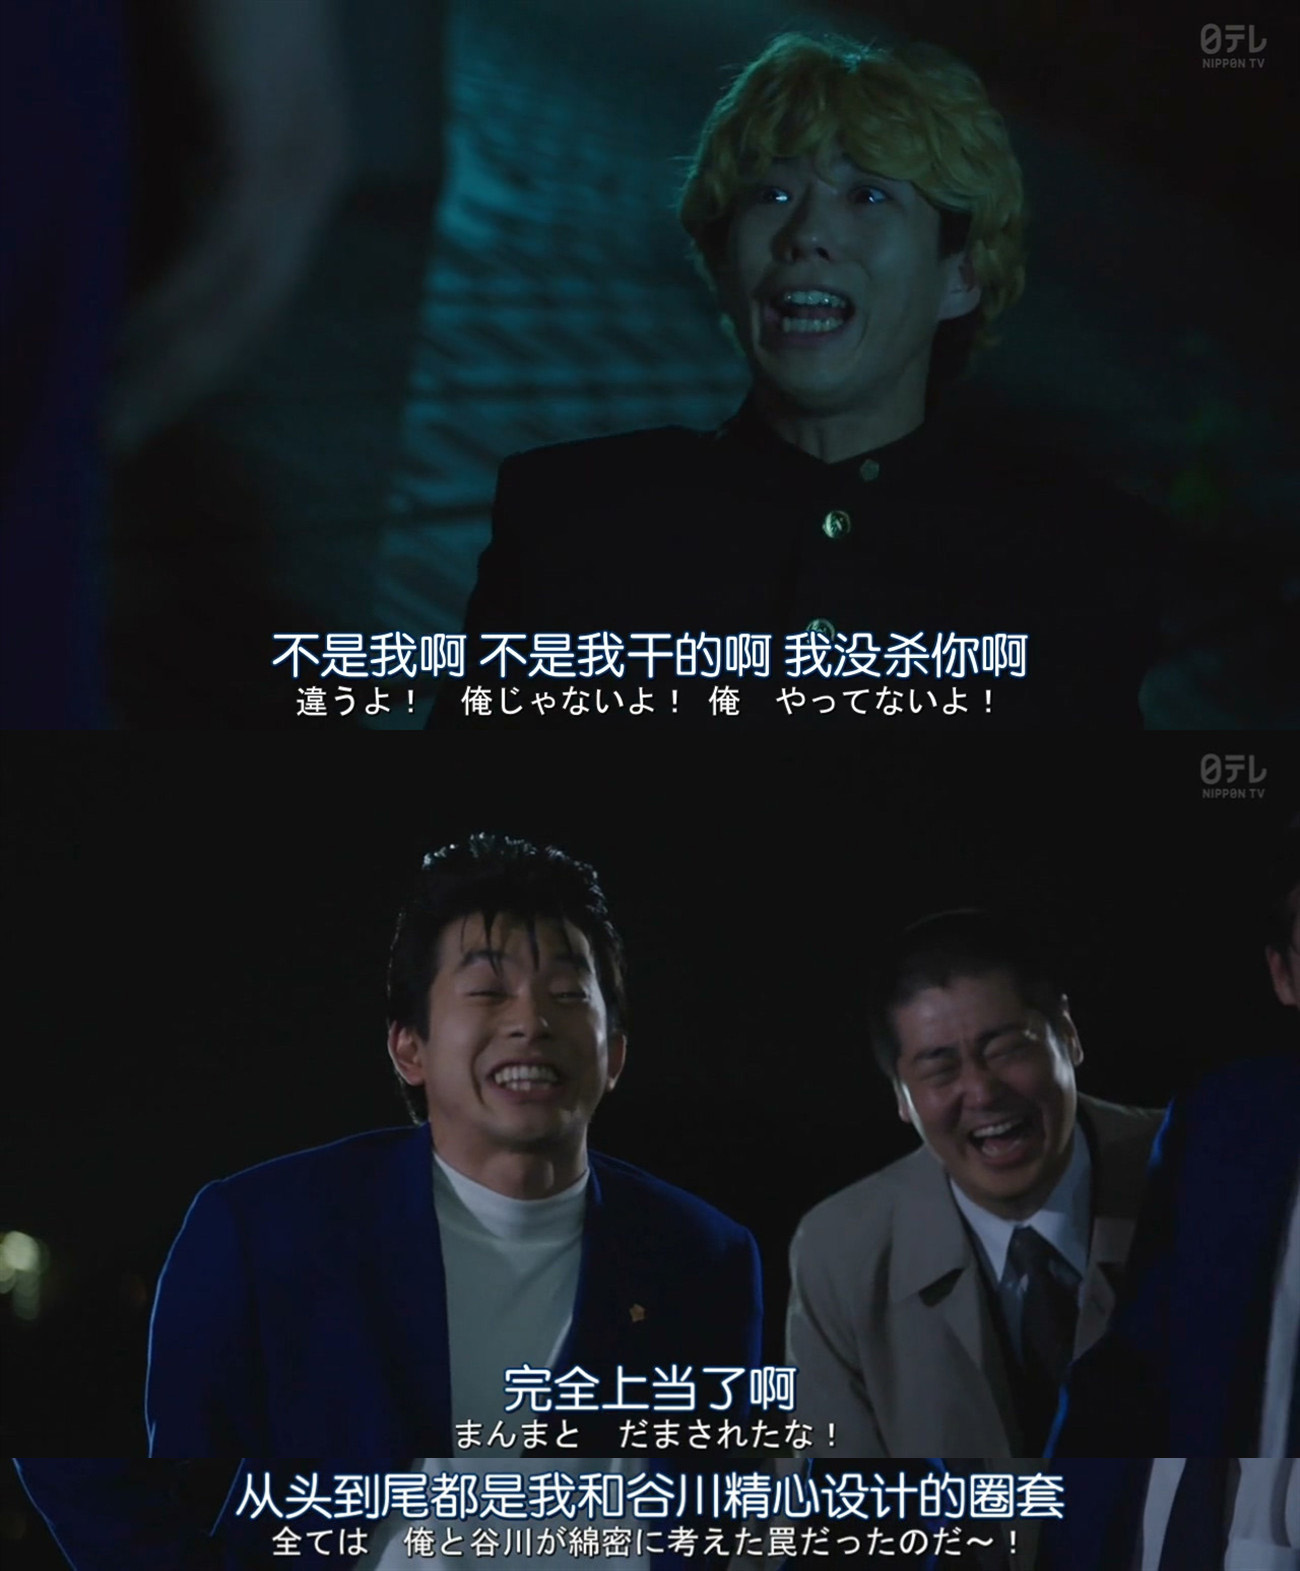 日テレ
NIPPON TV
不是我啊 不是我干的啊 我没杀你啊
違うよ！ 俺じゃないよ！ 俺 やってないよ！
日テレ
NIPPON TV
完全上当了啊
まんまと だまされたな！
从头到尾都是我和谷川精心设计的圈套
全ては 俺と谷川が綿密に考えた罠だったのだ～！